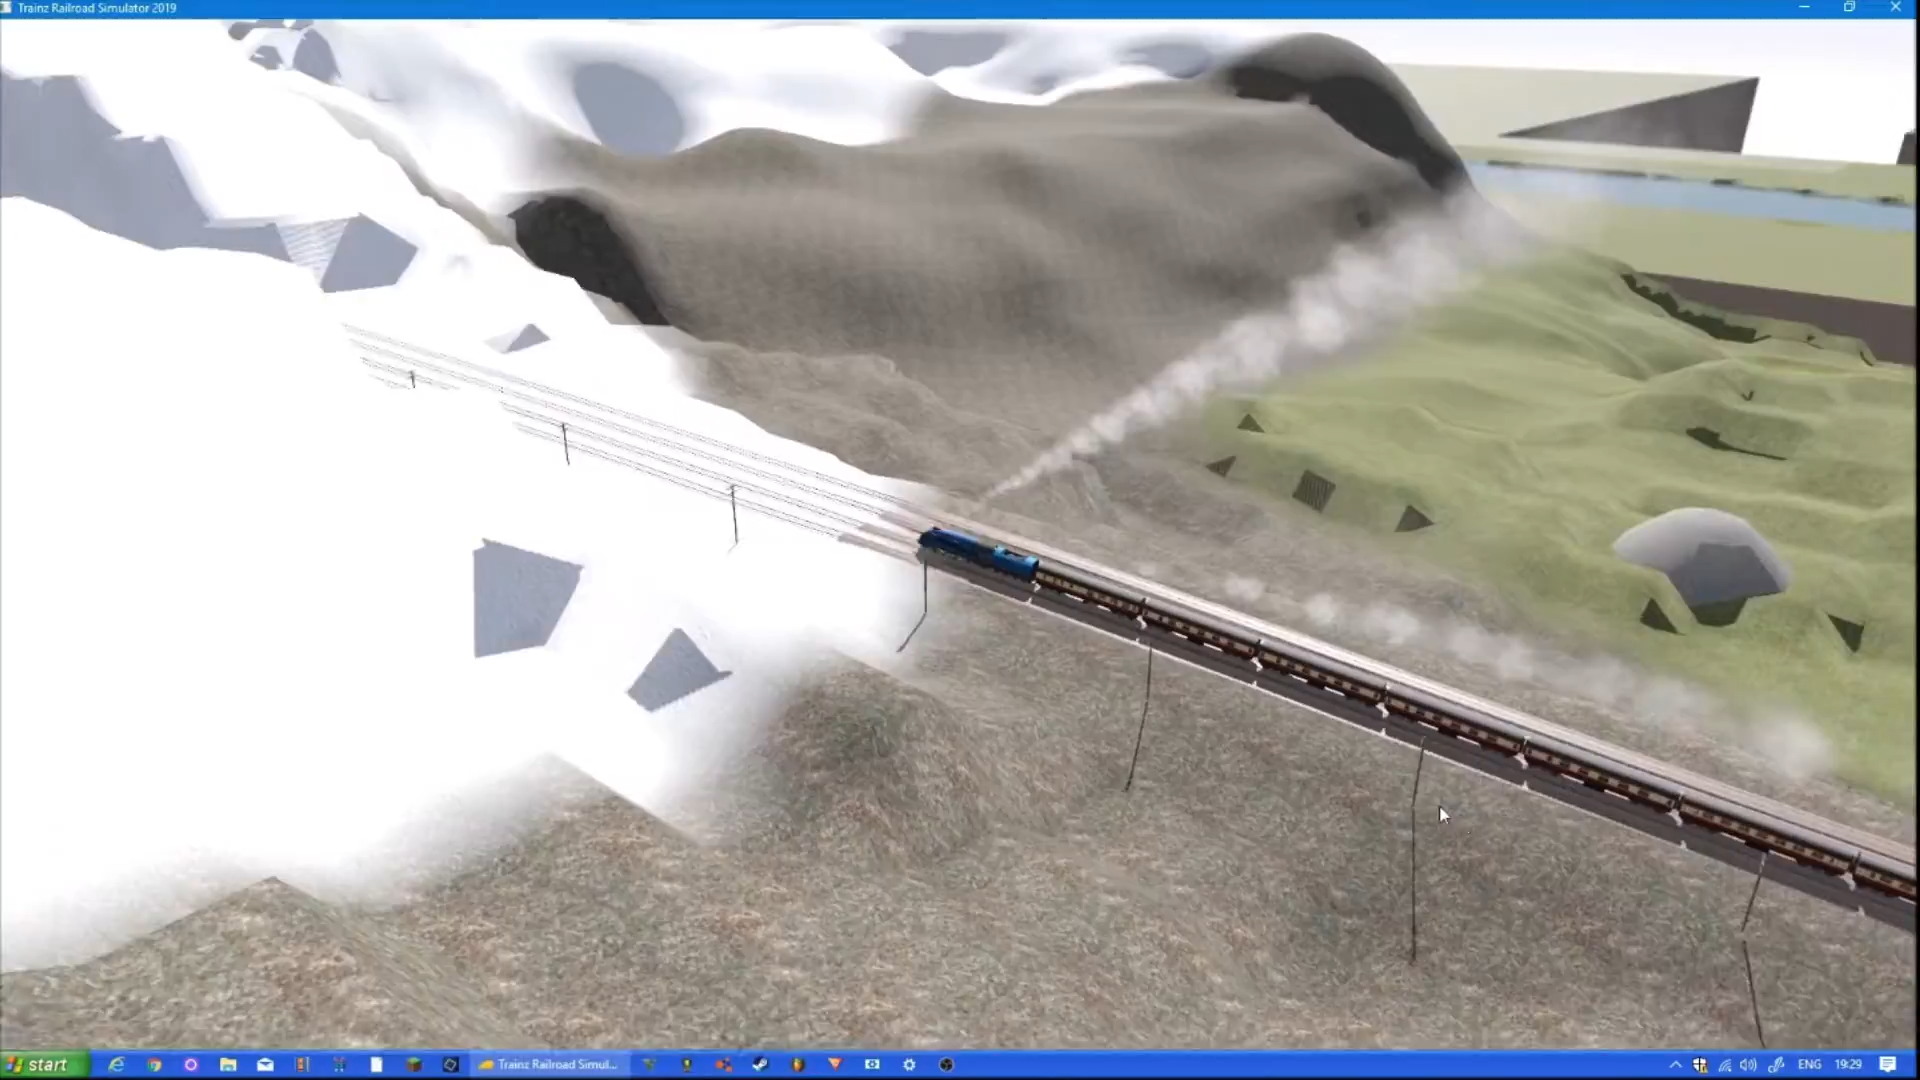 Trainz Railroad Simulator 2019
start
Trainz Railroad Simul...
ENG
19:29